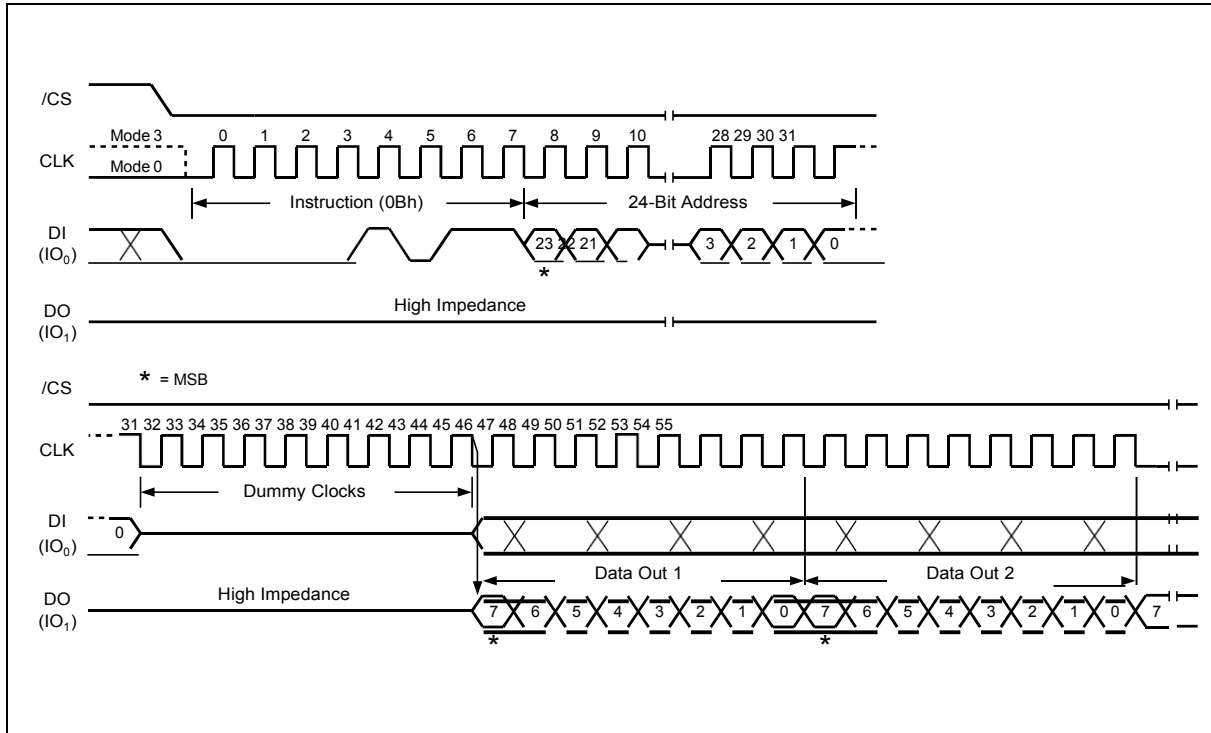 /CS
Mode 3 0 1 2 3 4 5 6 7 8 9 10 28 29 30 31
CLK
Mode 0
Instruction (0Bh) 24-Bit Address
DI
(IO0)
23 22 21 3 2 1 0
*
High Impedance
DO
(IO1)
* = MSB
/CS
31 32 33 34 35 36 37 38 39 40 41 42 43 44 45 46 47 48 49 50 51 52 53 54 55
CLK
Dummy Clocks
DI
(IO0)
0
Data Out 1 Data Out 2
High Impedance
DO
(IO1)
7 6 5 4 3 2 1 0 7 6 5 4 3 2 1 0 7
* *